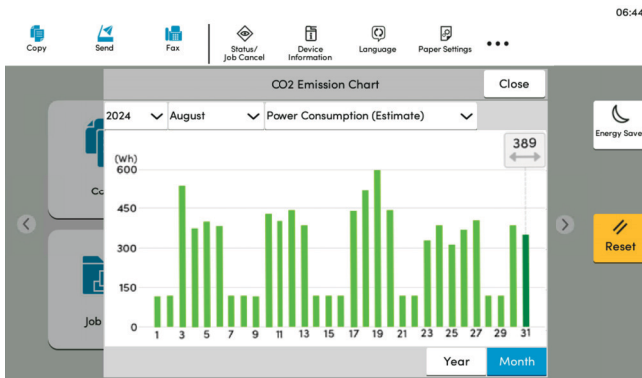 06:44
Copy
Send
Fax
Status/
Job Cancel
Device
Information
Language
Paper Settings
CO2 Emission Chart
Close
2024
August
Power Consumption (Estimate)
Energy Save
389
(Wh)
600
450
300
150
0
1 3 5 7 9 11 13 15 17 19 21 23 25 27 29 31
Co
Job
Reset
Year
Month